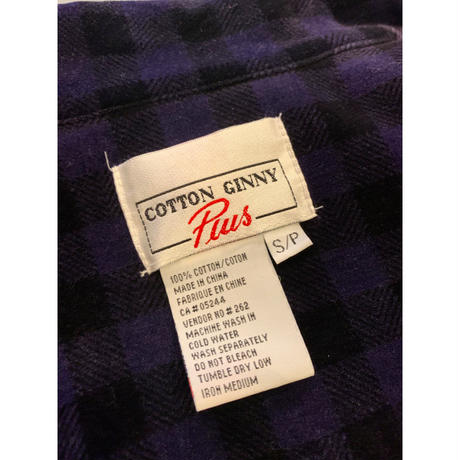 COTTON GINNY
Plus
S/P
100% COTTON/COTON
MADE IN CHINA
FABRIQUE EN CHINE
CA#05244
VENDOR NO#262
MACHINE WASH IN
COLD WATER
WASH SEPARATELY
DO NOT BLEACH
TUMBLE DRY LOW
IRON MEDIUM